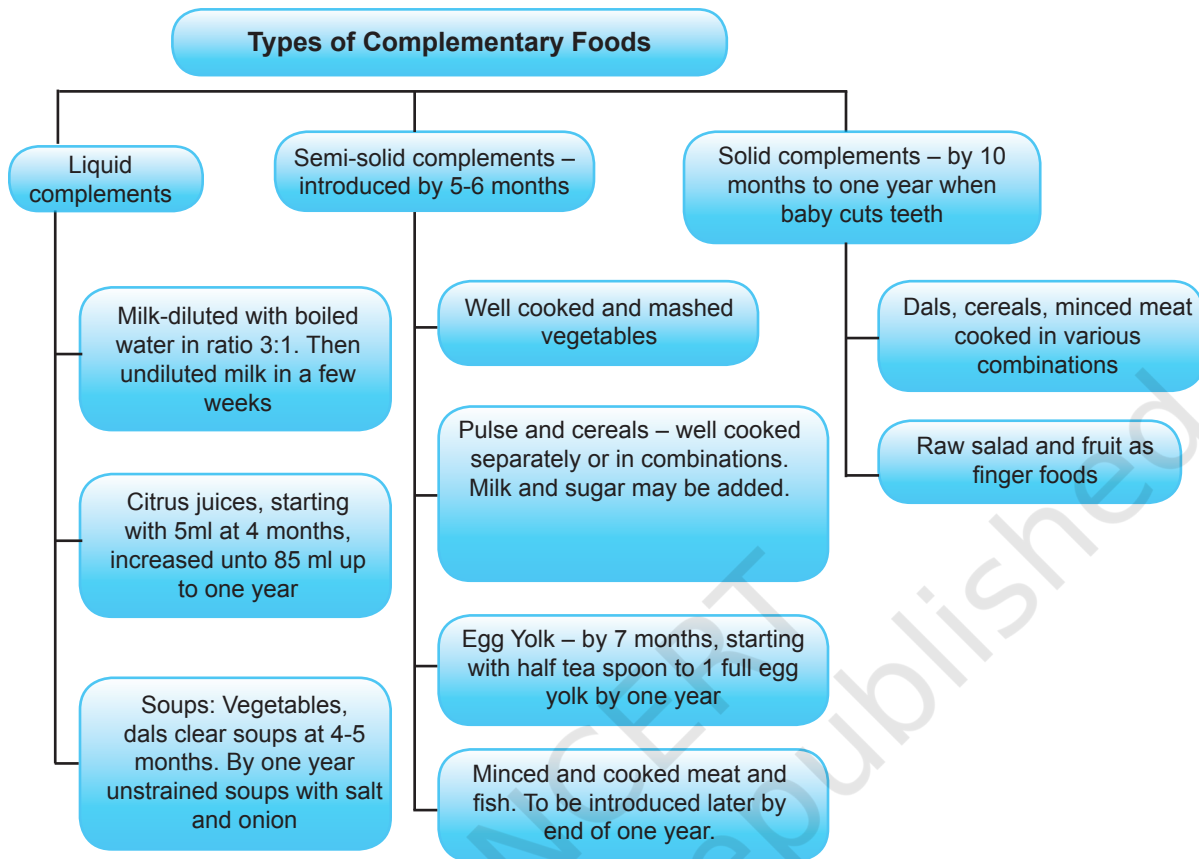 Types of Complementary Foods
Liquid
complements
Semi-solid complements –
introduced by 5-6 months
Solid complements – by 10
months to one year when
baby cuts teeth
Milk-diluted with boiled
water in ratio 3:1. Then
undiluted milk in a few
weeks
Citrus juices, starting
with 5ml at 4 months,
increased unto 85 ml up
to one year
Soups: Vegetables,
dals clear soups at 4-5
months. By one year
unstrained soups with salt
and onion
Well cooked and mashed
vegetables
Pulse and cereals – well cooked
separately or in combinations.
Milk and sugar may be added.
Egg Yolk – by 7 months, starting
with half tea spoon to 1 full egg
yolk by one year
Minced and cooked meat and
fish. To be introduced later by
end of one year.
Dals, cereals, minced meat
cooked in various
combinations
Raw salad and fruit as
finger foods
NCERT
republished